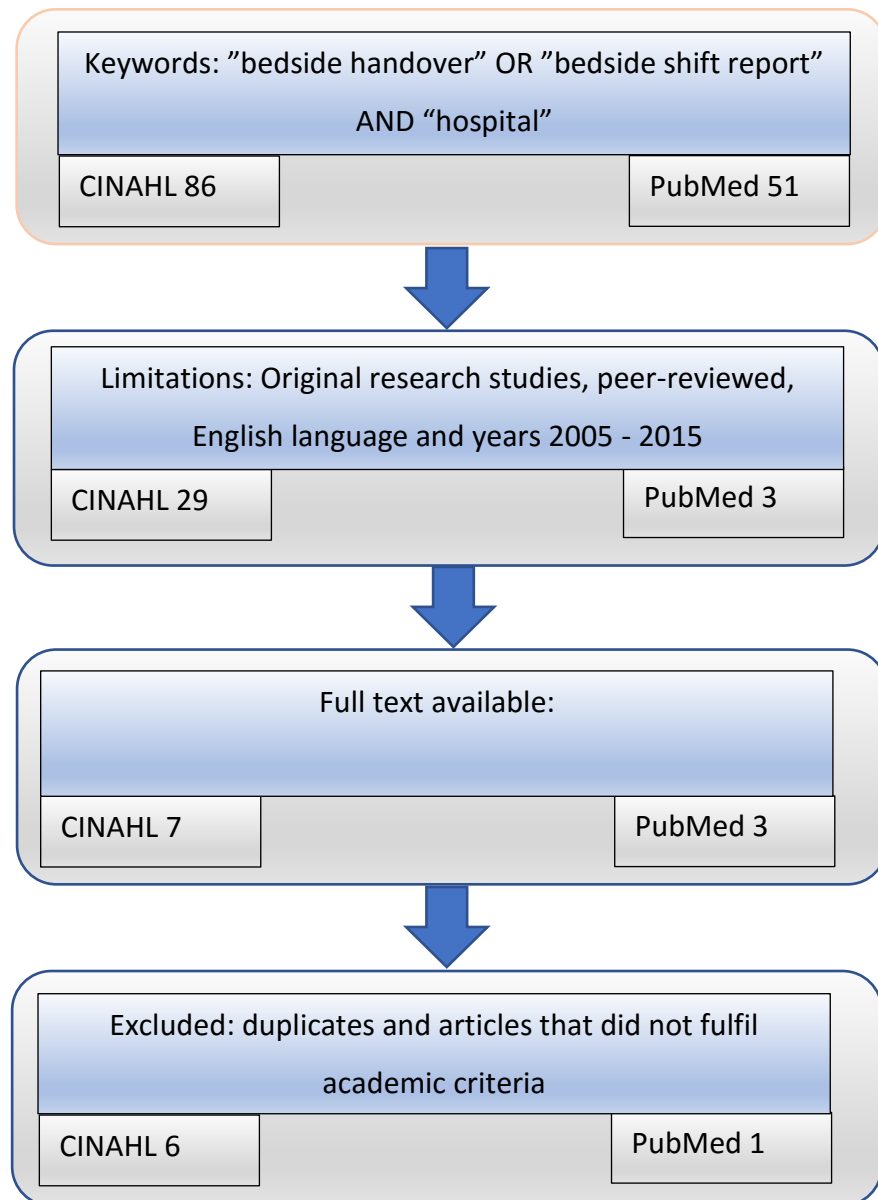 Keywords: ”bedside handover” OR ”bedside shift report”
AND “hospital”
CINAHL 86
PubMed 51
Limitations: Original research studies, peer-reviewed,
English language and years 2005 - 2015
CINAHL 29
PubMed 3
Full text available:
CINAHL 7
PubMed 3
Excluded: duplicates and articles that did not fulfil
academic criteria
CINAHL 6
PubMed 1